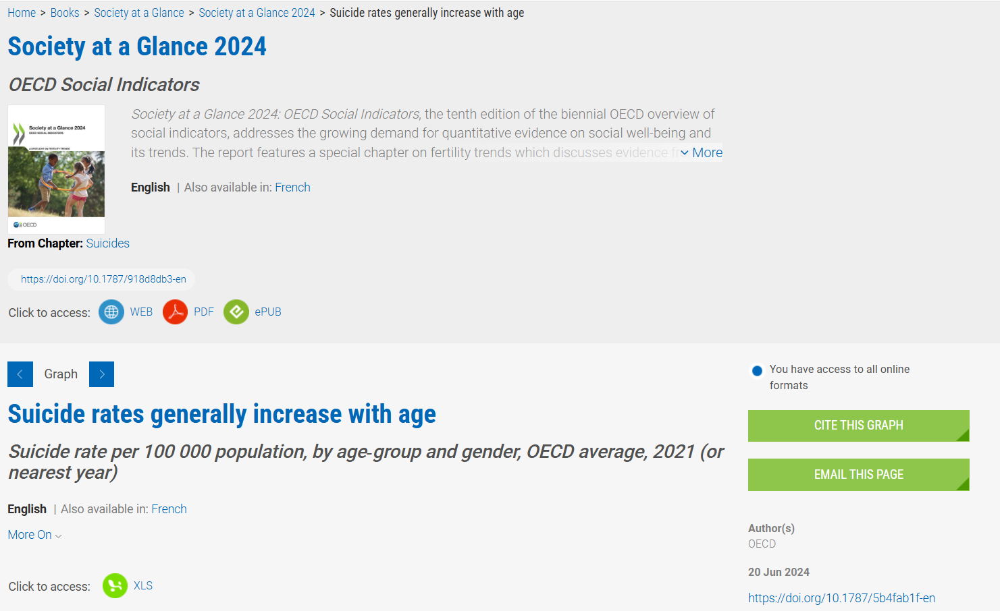 Home > Books > Society at a Glance > Society at a Glance 2024 > Suicide rates generally increase with age
Society at a Glance 2024
OECD Social Indicators
Society at a Glance 2024
OECD SOCIAL INDICATORS
A SPOTLIGHT ON FERTILITY TRENDS
OECD
Society at a Glance 2024: OECD Social Indicators, the tenth edition of the biennial OECD overview of
social indicators, addresses the growing demand for quantitative evidence on social well-being and
its trends. The report features a special chapter on fertility trends which discusses evidence More
English | Also available in: French
From Chapter: Suicides
https://doi.org/10.1787/918d8db3-en
Click to access: WEB PDF ePUB
Graph
Suicide rates generally increase with age
Suicide rate per 100 000 population, by age-group and gender, OECD average, 2021 (or
nearest year)
English | Also available in: French
More On
Click to access: XLS
You have access to all online
formats
CITE THIS GRAPH
EMAIL THIS PAGE
Author(s)
OECD
20 Jun 2024
https://doi.org/10.1787/5b4fab1f-en